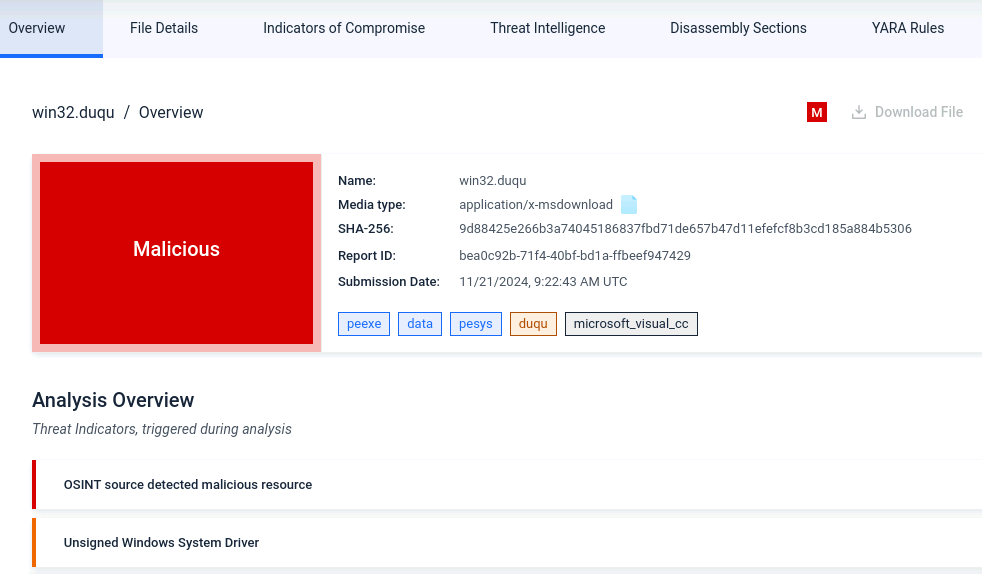 Overview File Details Indicators of Compromise Threat Intelligence Disassembly Sections YARA Rules
win32.duqu / Overview M Download File
Malicious
Name: win32.duqu
Media type: application/x-msdownload
SHA-256: 9d88425e266b3a74045186837fbd71de657b47d11efefcf8b3cd185a884b5306
Report ID: bea0c92b-71f4-40bf-bd1a-ffbeef947429
Submission Date: 11/21/2024, 9:22:43 AM UTC
peexe data pesys duqu microsoft_visual_cc
Analysis Overview
Threat Indicators, triggered during analysis
OSINT source detected malicious resource
Unsigned Windows System Driver